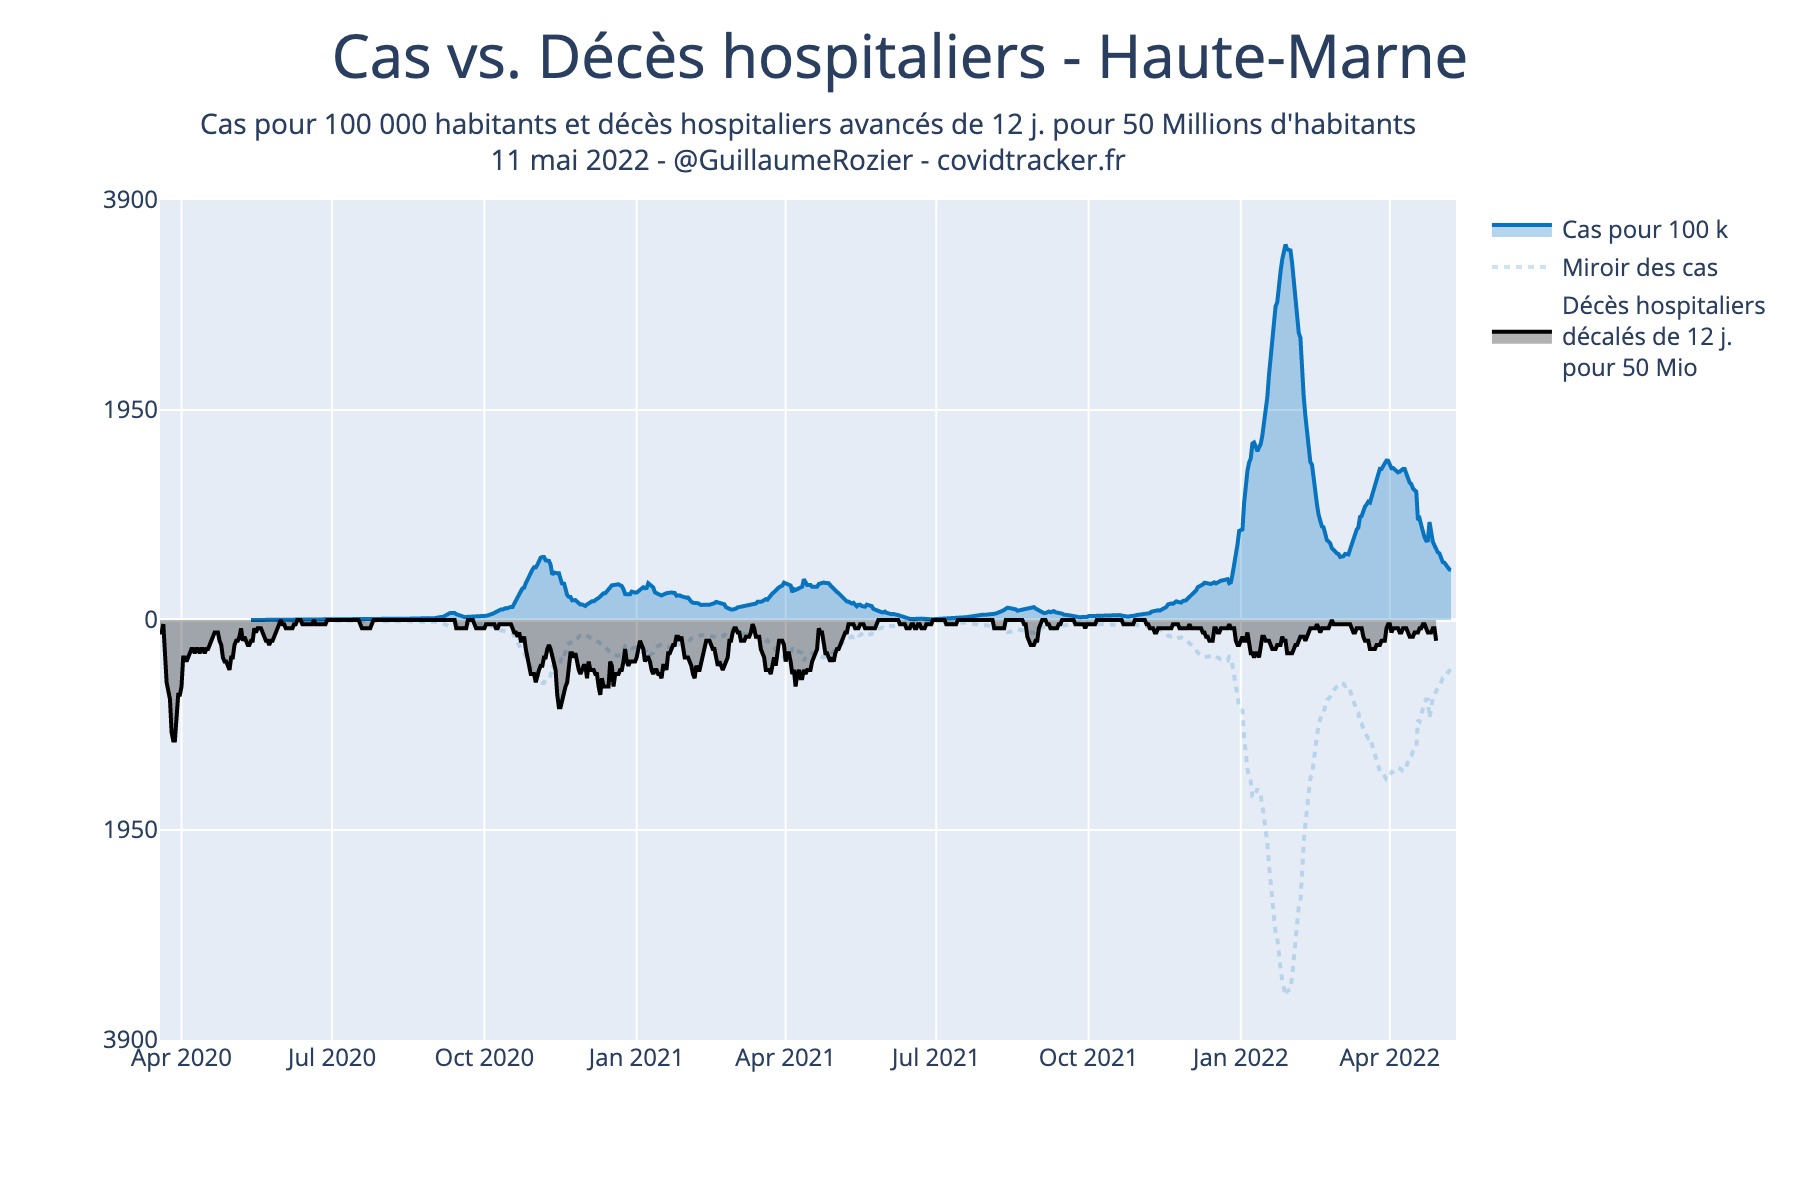 Cas vs. Décès hospitaliers - Haute-Marne
Cas pour 100 000 habitants et décès hospitaliers avancés de 12 j. pour 50 Millions d'habitants
11 mai 2022 - @GuillaumeRozier - covidtracker.fr
3900
1950
0
1950
3900
Apr 2020
Jul 2020
Oct 2020
Jan 2021
Apr 2021
Jul 2021
Oct 2021
Jan 2022
Apr 2022
Cas pour 100 k
Miroir des cas
Décès hospitaliers
décalés de 12 j.
pour 50 Mio